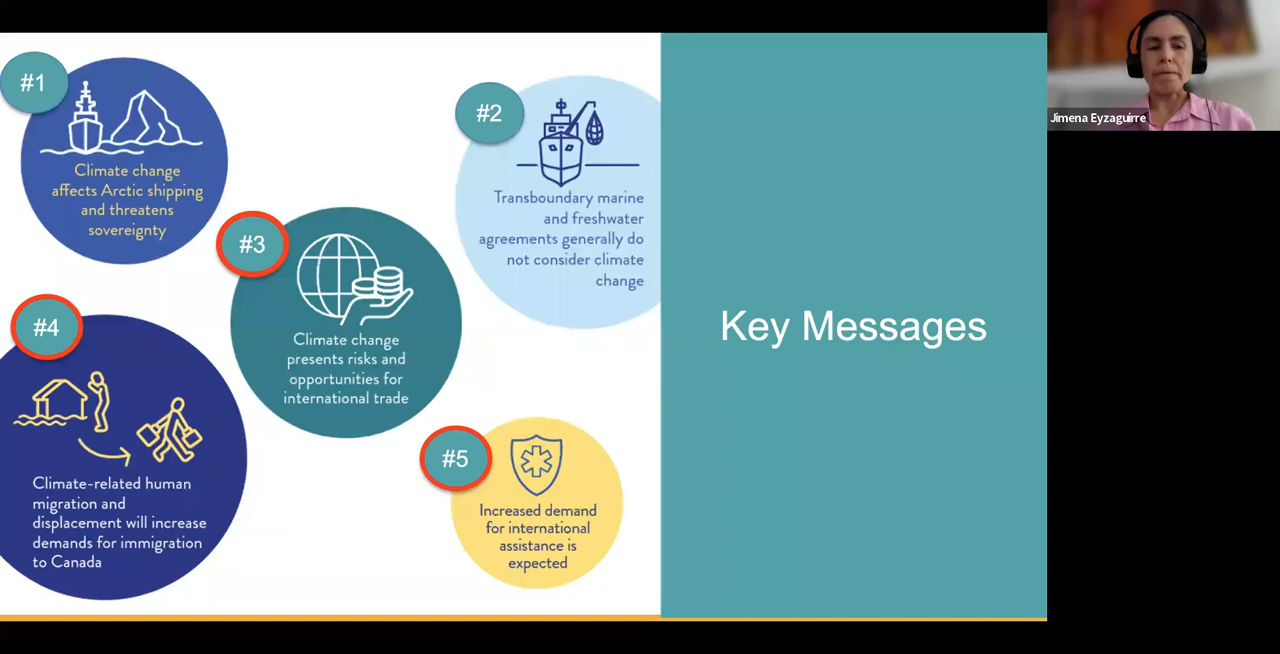 #1
Climate change
affects Arctic shipping
and threatens
sovereignty
#2
Transboundary marine
and freshwater
agreements generally do
not consider climate
change
#3
Climate change
presents risks and
opportunities for
international trade
#4
Climate-related human
migration and
displacement will increase
demands for immigration
to Canada
#5
Increased demand
for international
assistance is
expected
Key Messages
Jimena Eyzaguirre